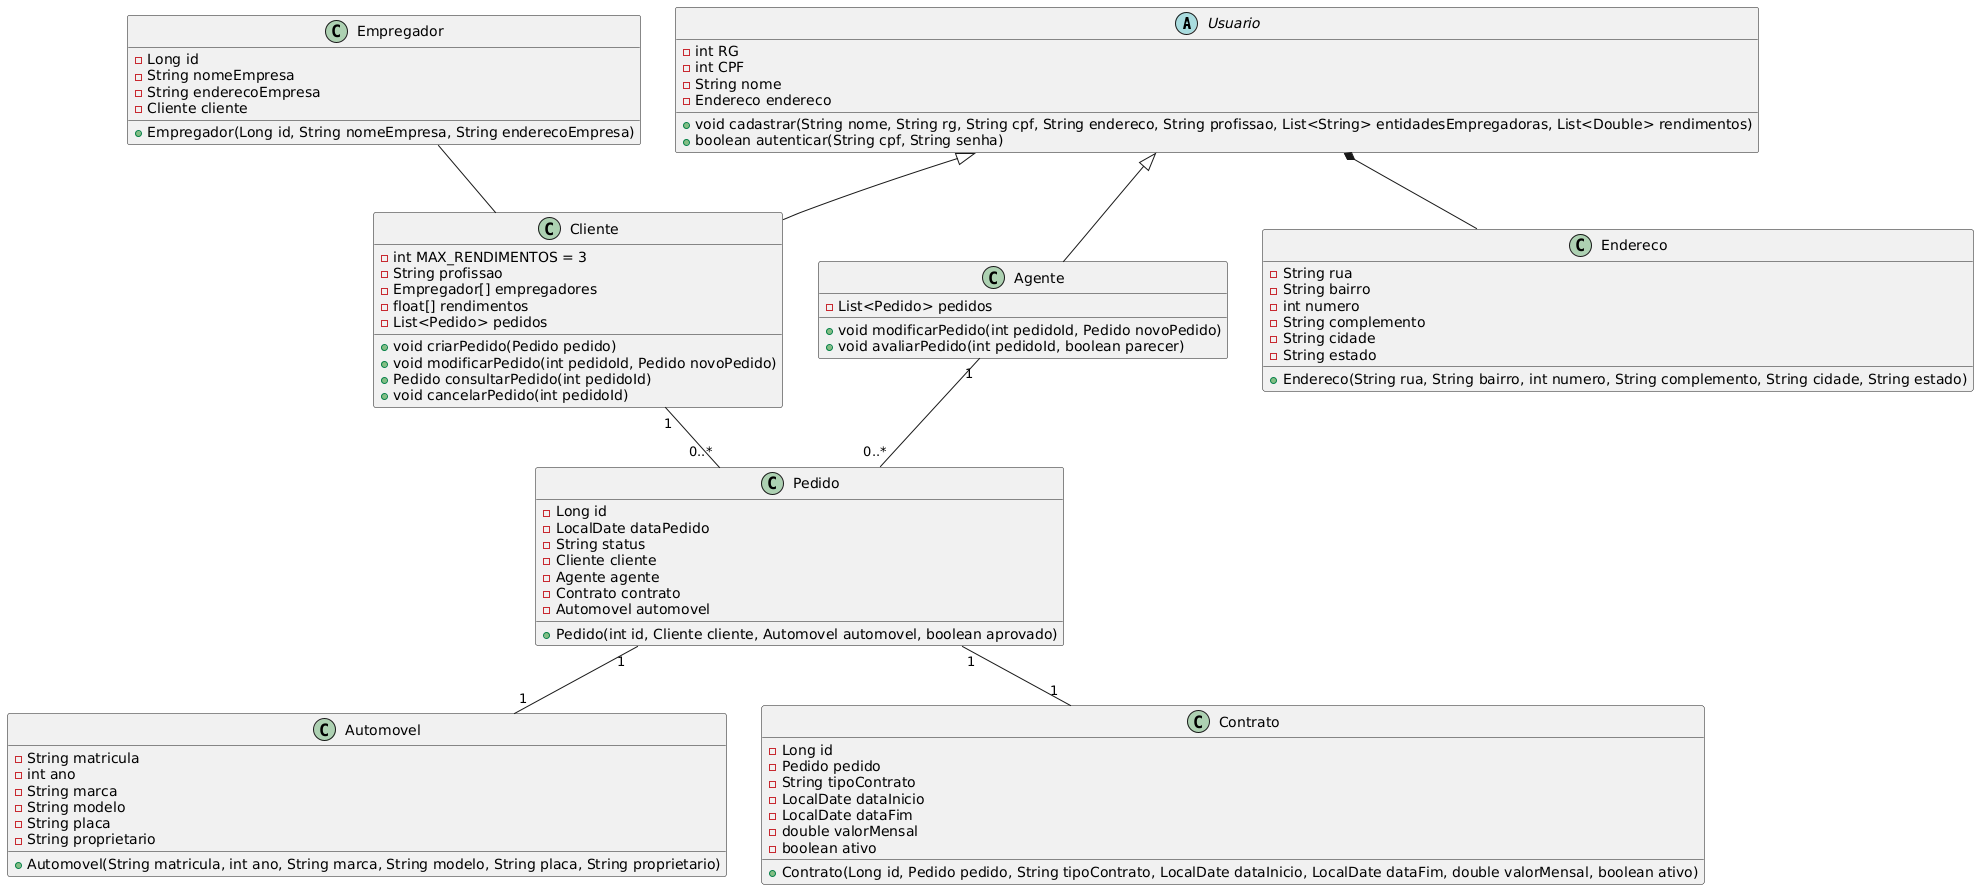 C Empregador
Long id
String nomeEmpresa
String enderecoEmpresa
Cliente cliente
Empregador(Long id, String nomeEmpresa, String enderecoEmpresa)
A Usuario
int RG
int CPF
String nome
Endereco endereco
void cadastrar(String nome, String rg, String cpf, String endereco, String profissao, List<String> entidadesEmpregadoras, List<Double> rendimentos)
boolean autenticar(String cpf, String senha)
C Cliente
int MAX_RENDIMENTOS = 3
String profissao
Empregador[] empregadores
float[] rendimentos
List<Pedido> pedidos
void criarPedido(Pedido pedido)
void modificarPedido(int pedidoId, Pedido novoPedido)
Pedido consultarPedido(int pedidoId)
void cancelarPedido(int pedidoId)
C Agente
List<Pedido> pedidos
void modificarPedido(int pedidoId, Pedido novoPedido)
void avaliarPedido(int pedidoId, boolean parecer)
C Endereco
String rua
String bairro
int numero
String complemento
String cidade
String estado
Endereco(String rua, String bairro, int numero, String complemento, String cidade, String estado)
1
0..*
1
0..*
C Pedido
Long id
LocalDate dataPedido
String status
Cliente cliente
Agente agente
Contrato contrato
Automovel automovel
Pedido(int id, Cliente cliente, Automovel automovel, boolean aprovado)
1
1
1
1
C Automovel
String matricula
int ano
String marca
String modelo
String placa
String proprietario
Automovel(String matricula, int ano, String marca, String modelo, String placa, String proprietario)
C Contrato
Long id
Pedido pedido
String tipoContrato
LocalDate dataInicio
LocalDate dataFim
double valorMensal
boolean ativo
Contrato(Long id, Pedido pedido, String tipoContrato, LocalDate dataInicio, LocalDate dataFim, double valorMensal, boolean ativo)